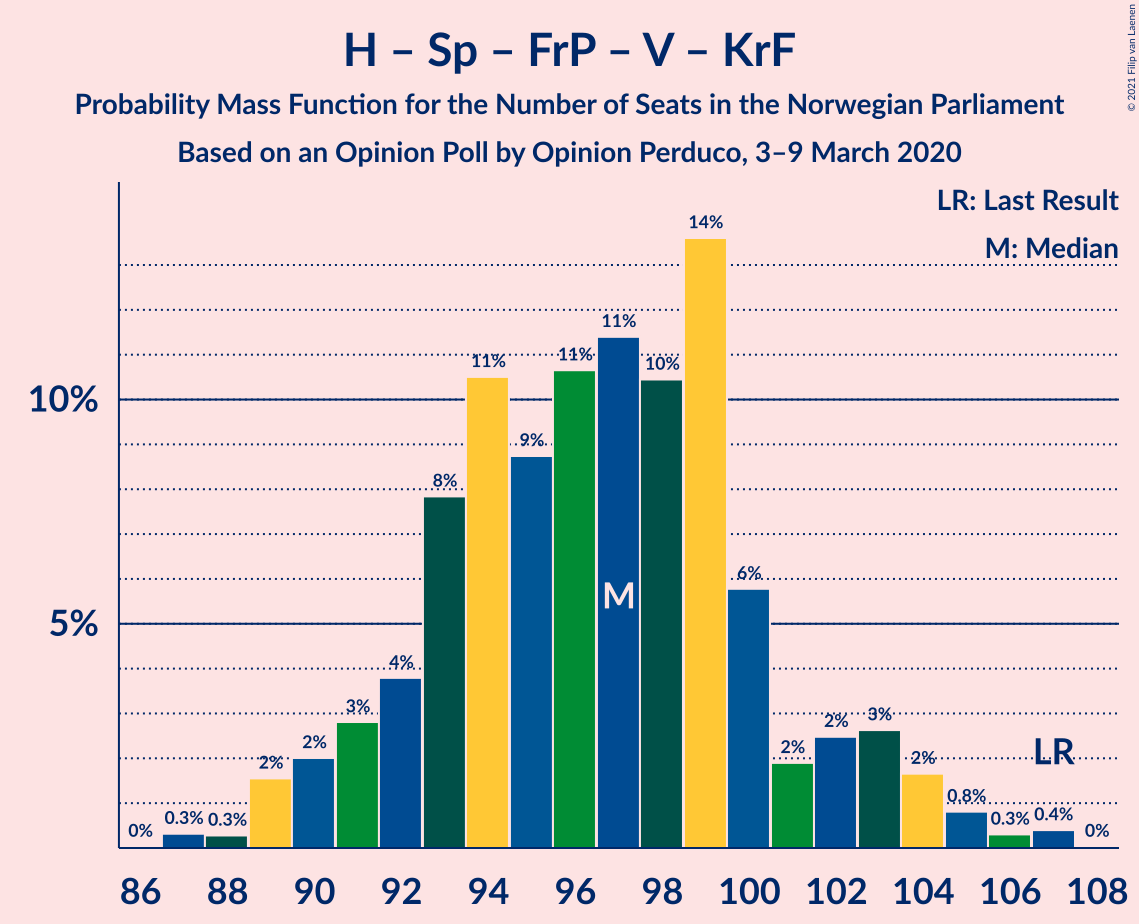 H – Sp – FrP – V – KrF
Probability Mass Function for the Number of Seats in the Norwegian Parliament
Based on an Opinion Poll by Opinion Perduco, 3–9 March 2020
© 2021 Filip van Laenen
LR: Last Result
M: Median
14%
11%
11% 11% 10%
10%
9%
8%
6%
M
5%
4%
3%
2% 2% 2% 2% 3% 2%
LR
0% 0.3% 0.3% 0.8% 0.3% 0.4% 0%
86 88 90 92 94 96 98 100 102 104 106 108